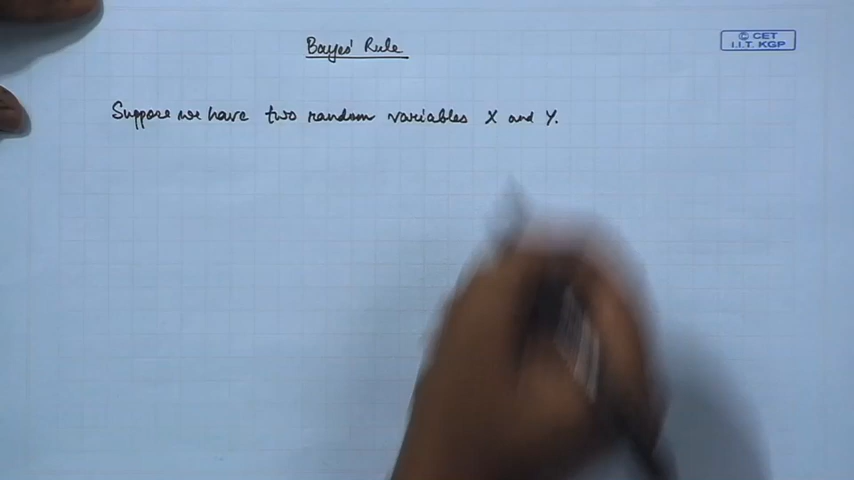 Bayes' Rule
© CET
I.I.T. KGP
Suppose we have two random variables X and Y.